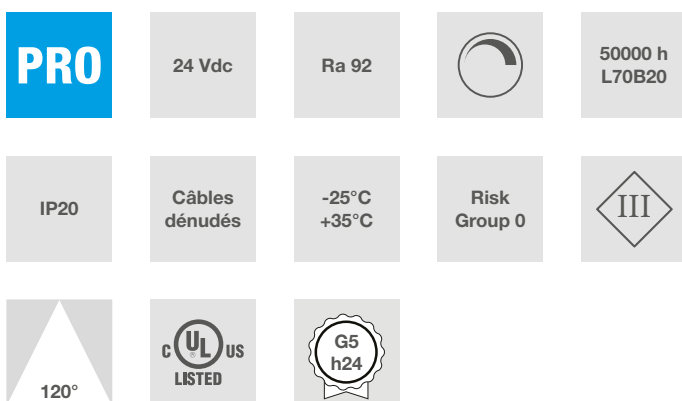 PRO
24 Vdc
Ra 92
50000 h
L70B20
IP20
Câbles
dénudés
-25°C
+35°C
Risk
Group 0
III
120°
C UL US
®
LISTED
G5
h24